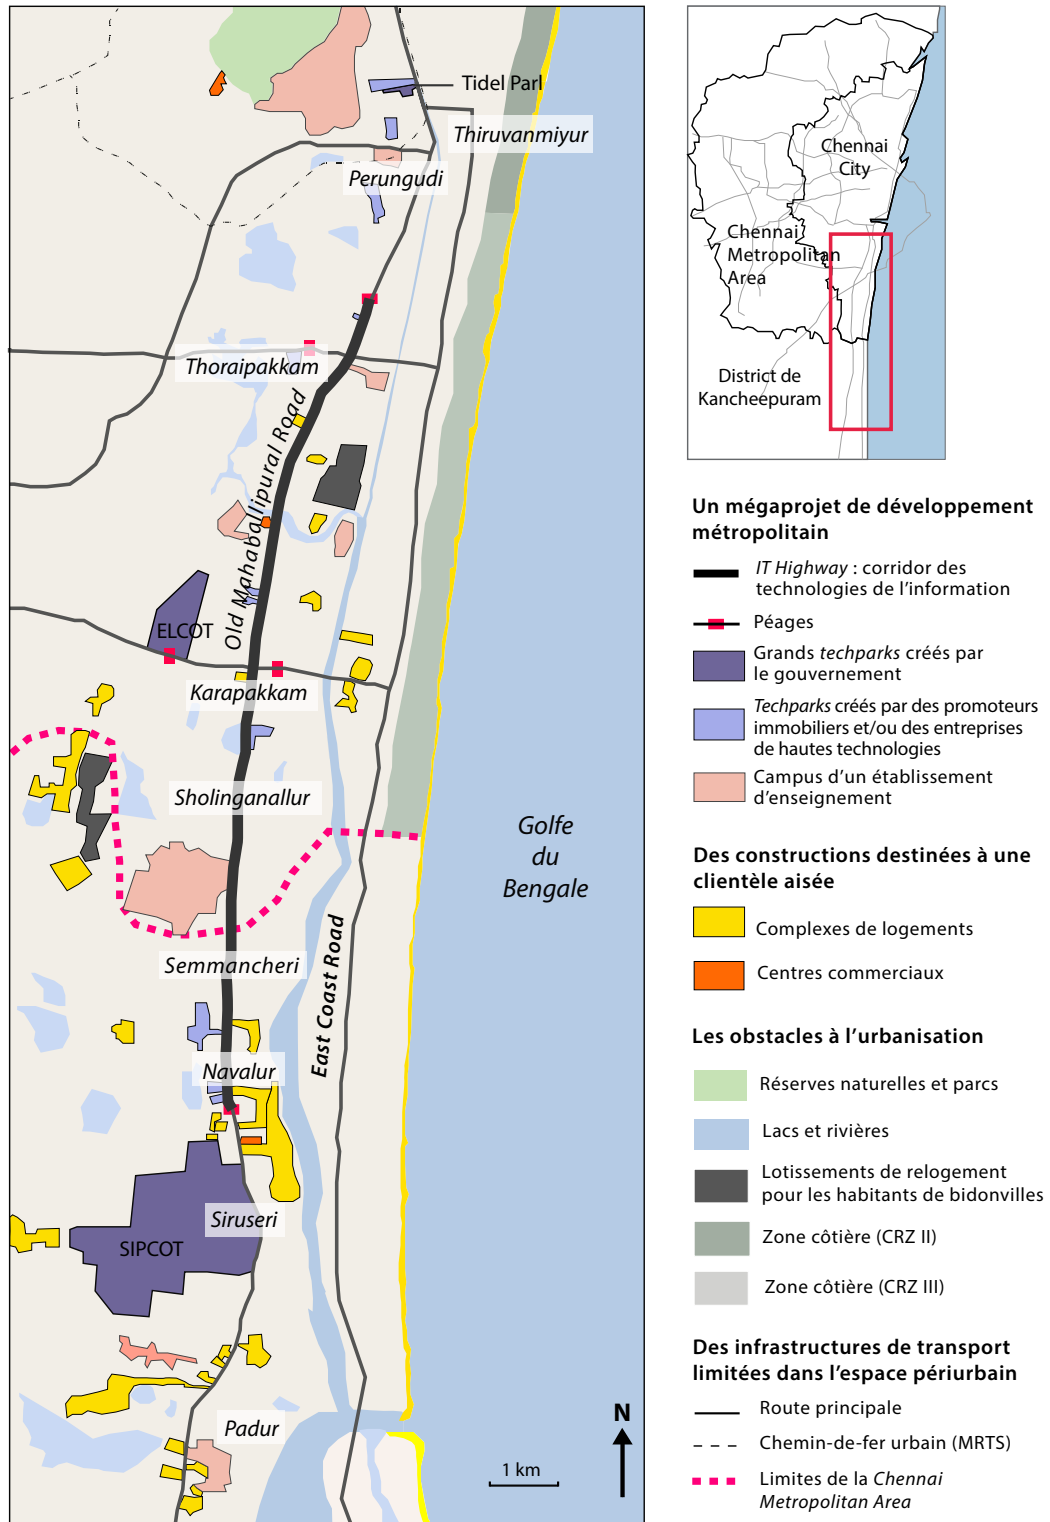 Tidel Parl
Thiruvanmiyur
Perungudi
Thoraipakkam
Old Mahaballipural Road
ELCOT
Karapakkam
Sholinganallur
Golfe
du
Bengale
Semmancheri
East Coast Road
Navalur
Siruseri
SIPCOT
Padur
N
1 km
Chennai
City
Chennai
Metropolitan
Area
District de
Kancheepuram
Un mégaprojet de développement
métropolitain
IT Highway : corridor des
technologies de l’information
Péages
Grands techparks créés par
le gouvernement
Techparks créés par des promoteurs
immobiliers et/ou des entreprises
de hautes technologies
Campus d’un établissement
d’enseignement
Des constructions destinées à une
clientèle aisée
Complexes de logements
Centres commerciaux
Les obstacles à l’urbanisation
Réserves naturelles et parcs
Lacs et rivières
Lotissements de relogement
pour les habitants de bidonvilles
Zone côtière (CRZ II)
Zone côtière (CRZ III)
Des infrastructures de transport
limitées dans l’espace périurbain
Route principale
Chemin-de-fer urbain (MRTS)
Limites de la Chennai
Metropolitan Area